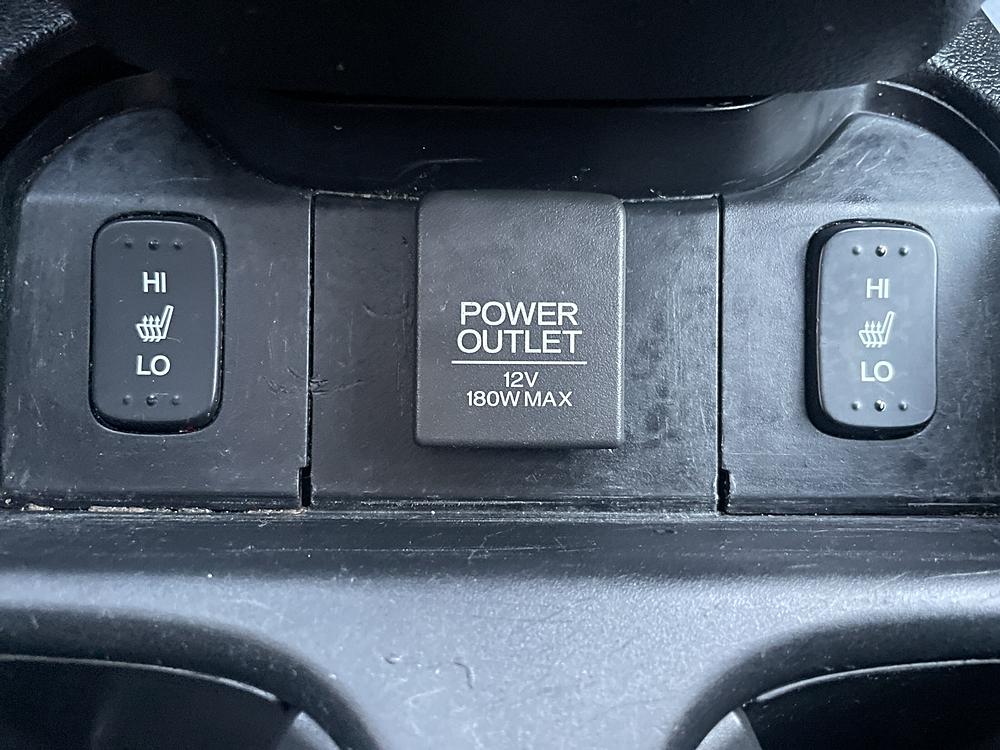 HI
LO
POWER
OUTLET
12V
180W MAX
HI
LO